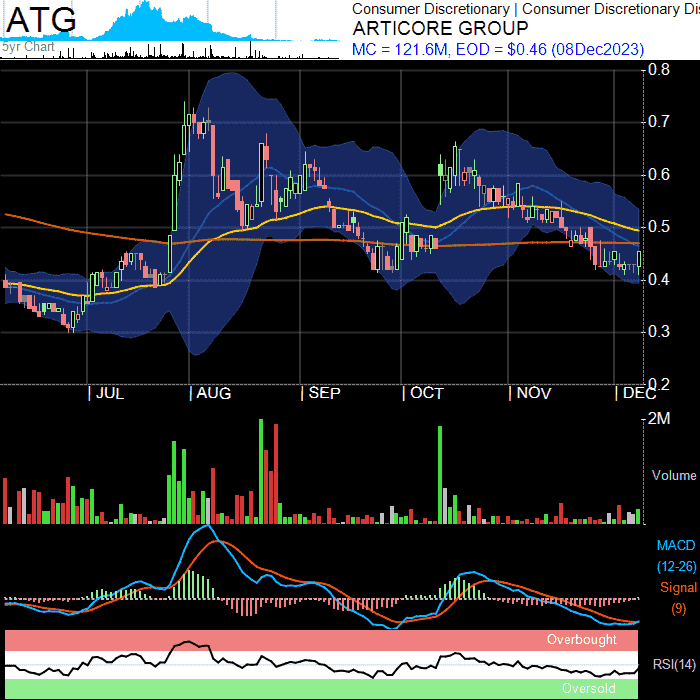 ATG
5yr Chart
Consumer Discretionary | Consumer Discretionary Dis
ARTICORE GROUP
MC = 121.6M, EOD = $0.46 (08Dec2023)
0.8
0.7
0.6
0.5
0.4
0.3
0.2
| JUL | AUG | SEP | OCT | NOV | DEC
2M
Volume
MACD
(12-26)
Signal
(9)
Overbought
RSI(14)
Oversold